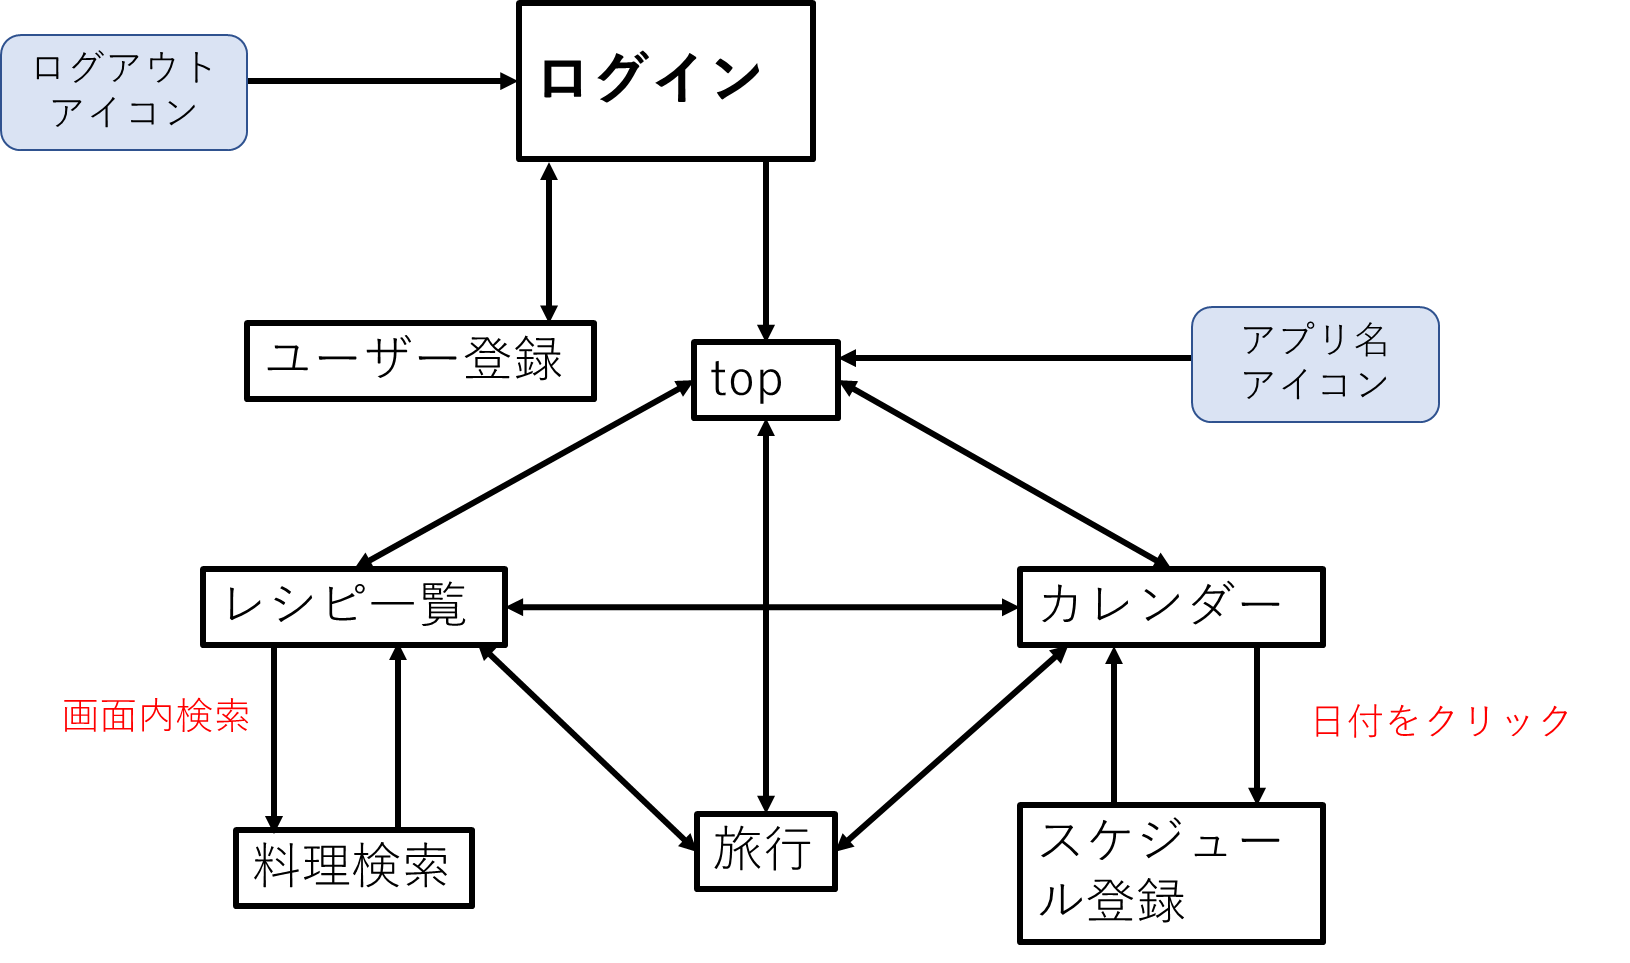 ログイン
ログアウト
アイコン
ユーザー登録
top
アプリ名
アイコン
レシピ一覧
カレンダー
画面内検索
日付をクリック
料理検索
旅行
スケジュー
ル登録